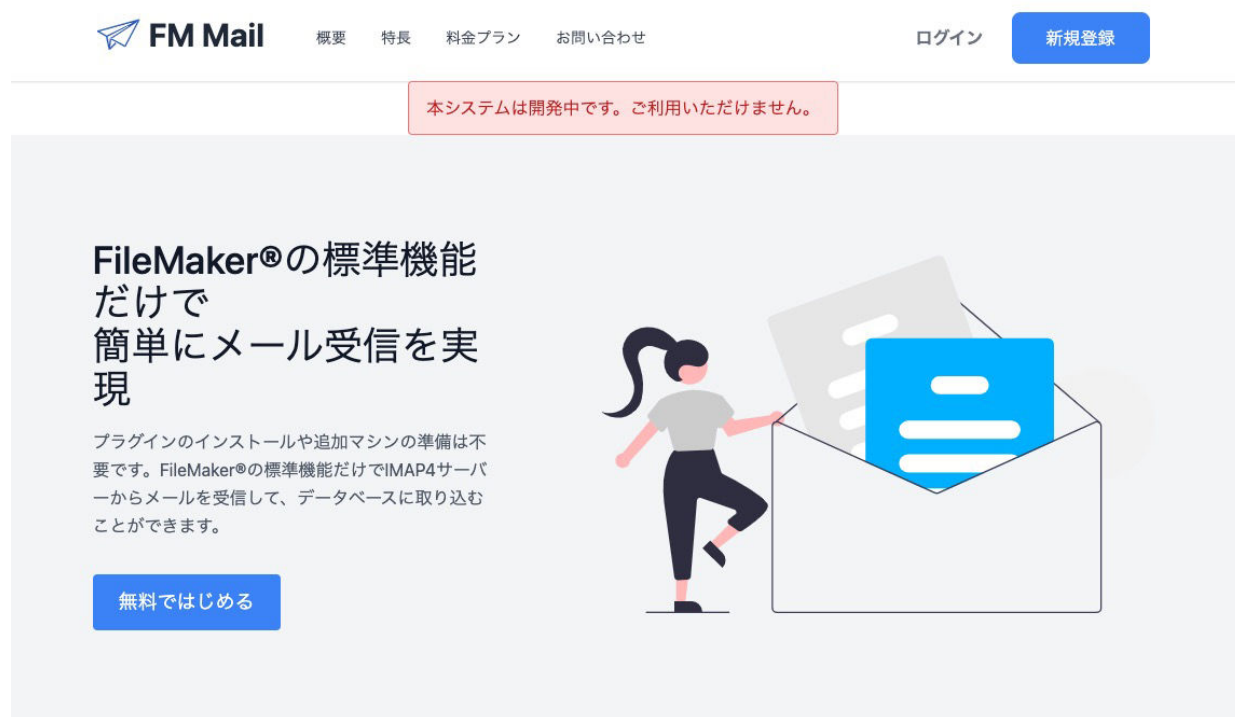 FM Mail
概要
特長
料金プラン
お問い合わせ
ログイン
新規登録
本システムは開発中です。ご利用いただけません。
FileMaker®の標準機能
だけで
簡単にメール受信を実
現
プラグインのインストールや追加マシンの準備は不
要です。FileMaker®の標準機能だけでIMAP4サーバ
ーからメールを受信して、データベースに取り込む
ことができます。
無料ではじめる